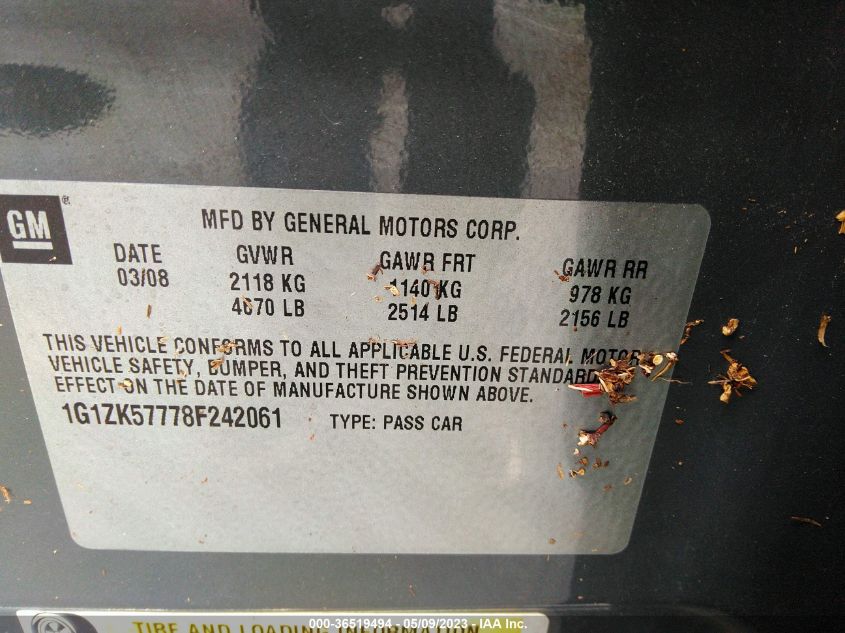 GM®
MFD BY GENERAL MOTORS CORP.
DATE GVWR GAWR FRT GAWR RR
03/08 2118 KG 1140 KG 978 KG
4670 LB 2514 LB 2156 LB
THIS VEHICLE CONFORMS TO ALL APPLICABLE U.S. FEDERAL MOTOR
VEHICLE SAFETY, BUMPER, AND THEFT PREVENTION STANDARDS
EFFECT ON THE DATE OF MANUFACTURE SHOWN ABOVE.
1G1ZK57778F242061 TYPE: PASS CAR
TIRE AND LOADING INFORMATION
000-36519494 - 05/09/2023 - IAA Inc.